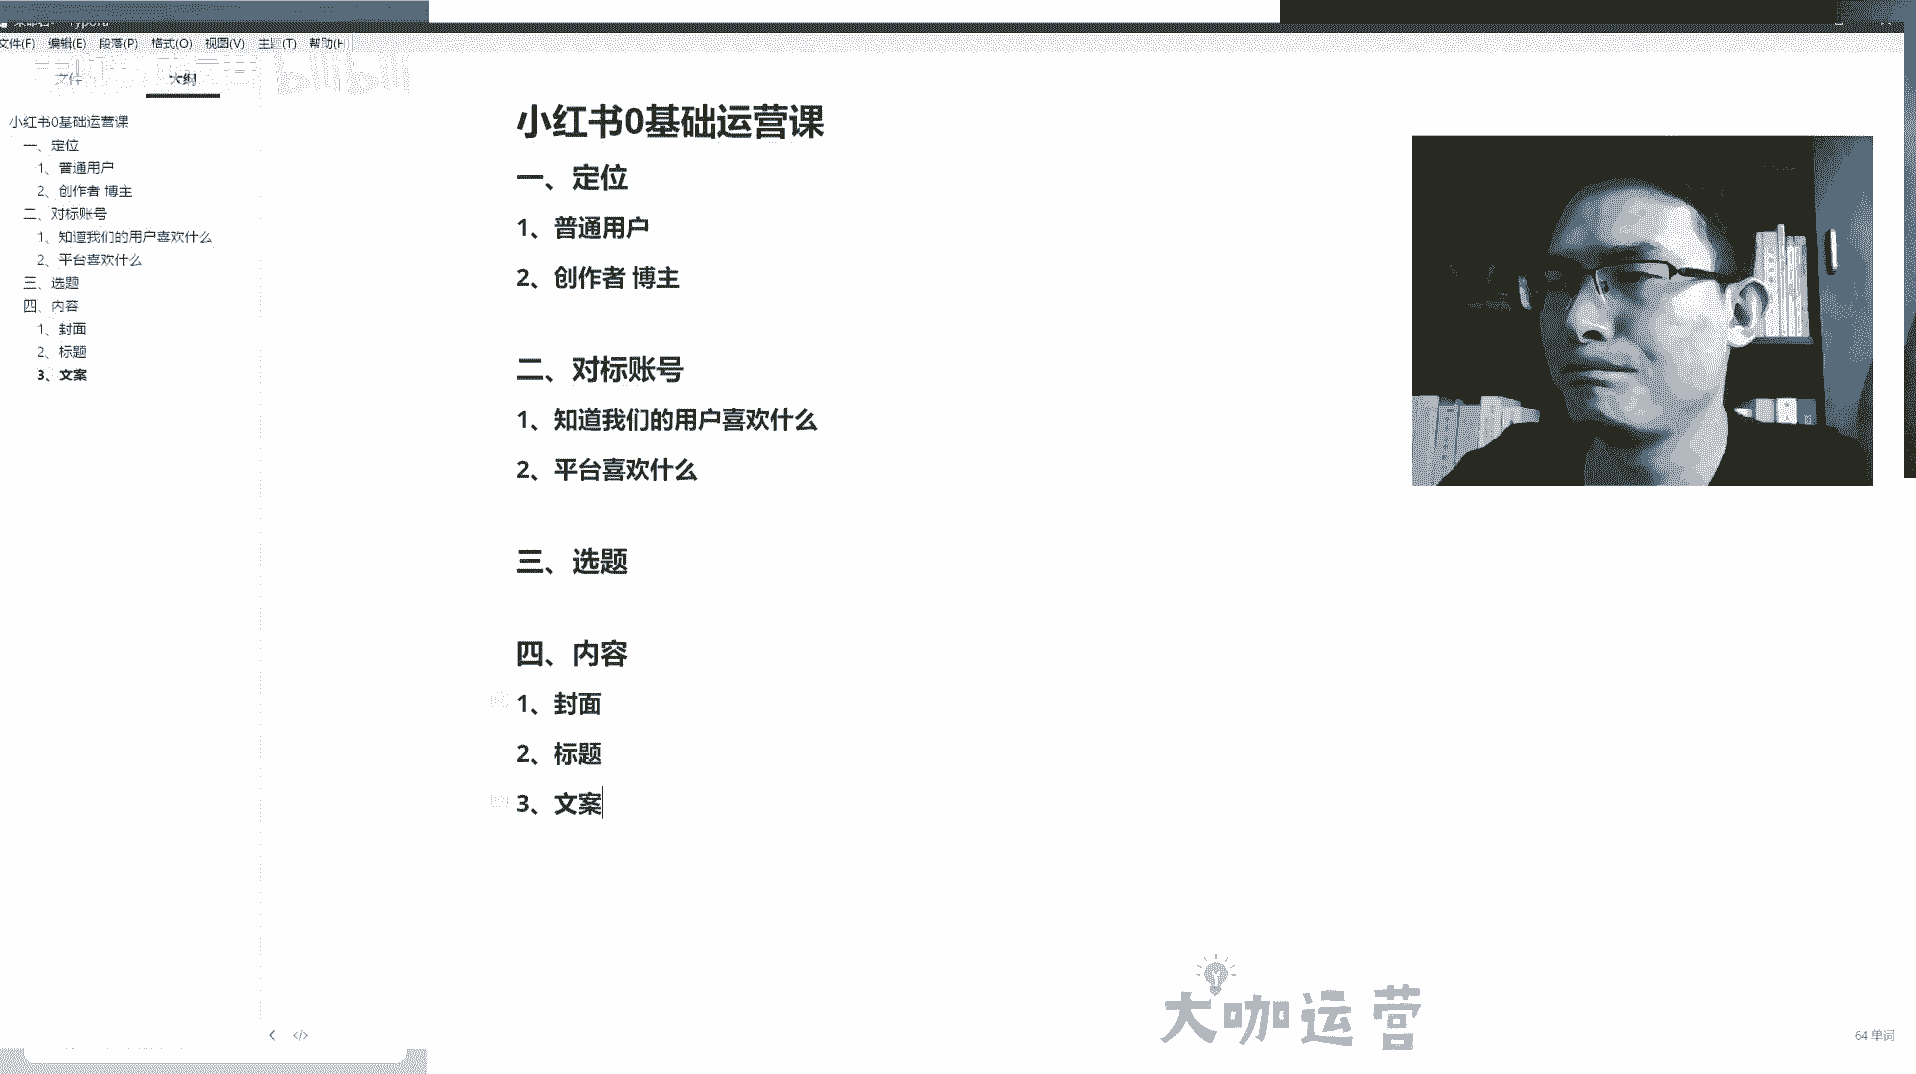 文件(F) 编辑(E) 段落(P) 格式(O) 视图(V) 主题(T) 帮助(H)
文件 大纲
小红书0基础运营课
一、定位
1、普通用户
2、创作者 博主
二、对标账号
1、知道我们的用户喜欢什么
2、平台喜欢什么
三、选题
四、内容
1、封面
2、标题
3、文案
小红书0基础运营课
一、定位
1、普通用户
2、创作者 博主
二、对标账号
1、知道我们的用户喜欢什么
2、平台喜欢什么
三、选题
四、内容
1、封面
2、标题
3、文案
大咖运营
64 单词